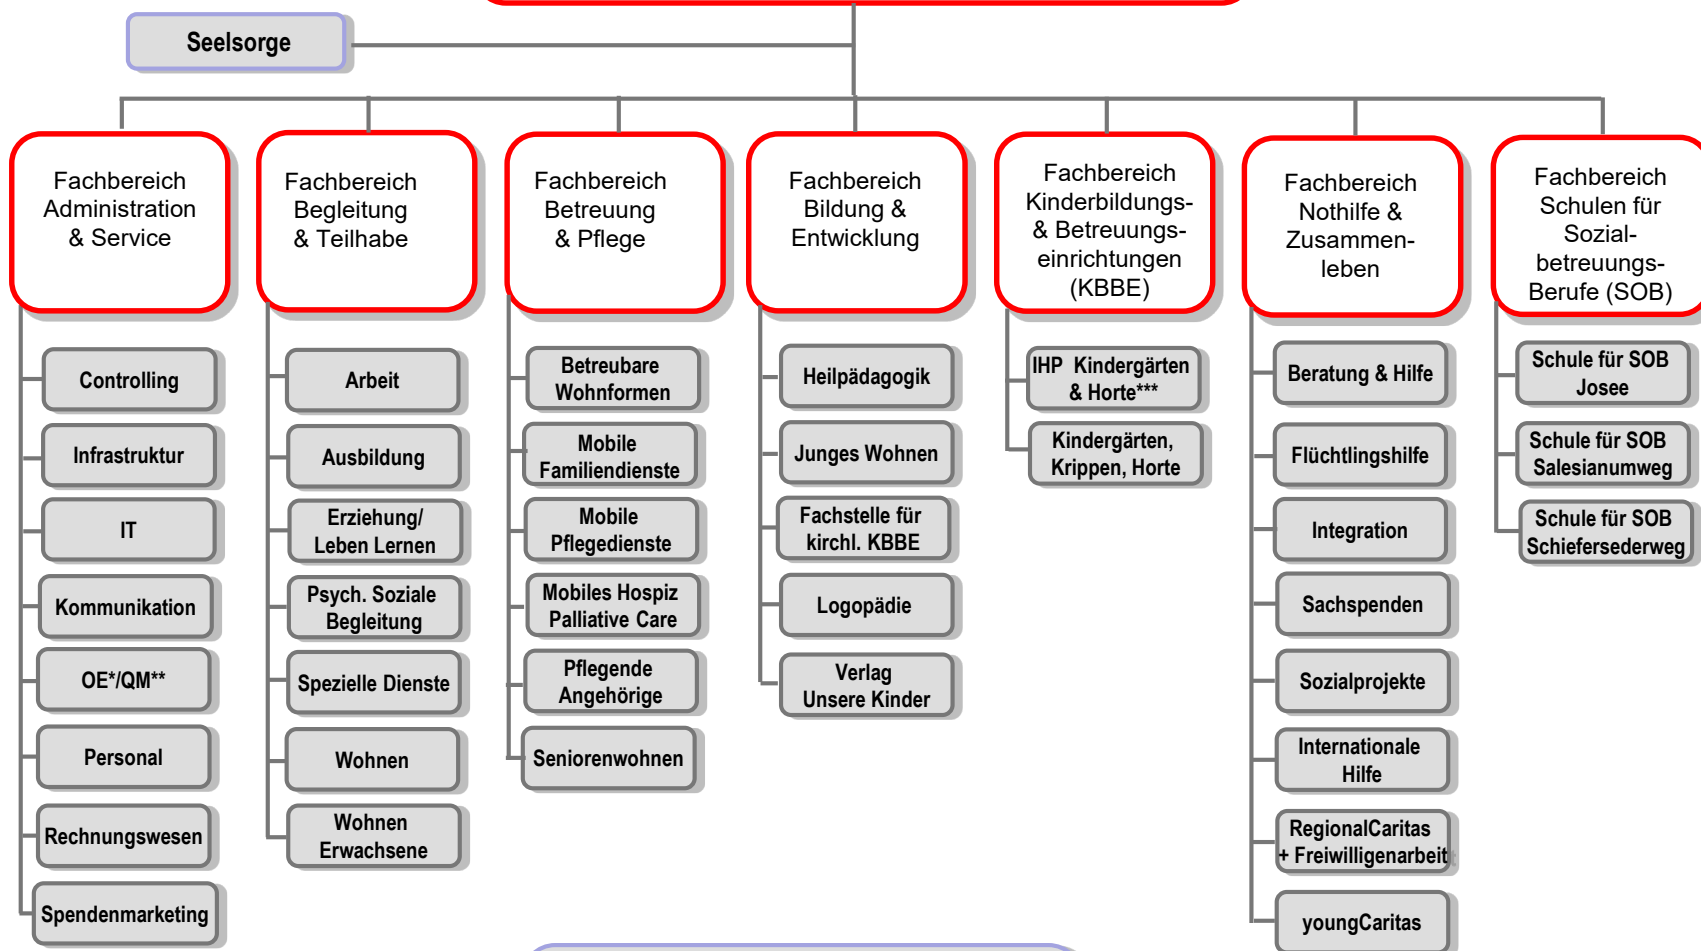 Seelsorge
Fachbereich
Administration
& Service
Controlling
Infrastruktur
IT
Kommunikation
OE*/QM**
Personal
Rechnungswesen
Spendenmarketing
Fachbereich
Begleitung
& Teilhabe
Arbeit
Ausbildung
Erziehung/
Leben Lernen
Psych. Soziale
Begleitung
Spezielle Dienste
Wohnen
Wohnen
Erwachsene
Fachbereich
Betreuung
& Pflege
Betreubare
Wohnformen
Mobile
Familiendienste
Mobile
Pflegedienste
Mobiles Hospiz
Palliative Care
Pflegende
Angehörige
Seniorenwohnen
Fachbereich
Bildung &
Entwicklung
Heilpädagogik
Junges Wohnen
Fachstelle für
kirchl. KBBE
Logopädie
Verlag
Unsere Kinder
Fachbereich
Kinderbildungs-
& Betreuungs-
einrichtungen
(KBBE)
IHP Kindergärten
& Horte***
Kindergärten,
Krippen, Horte
Fachbereich
Nothilfe &
Zusammen-
leben
Beratung & Hilfe
Flüchtlingshilfe
Integration
Sachspenden
Sozialprojekte
Internationale
Hilfe
RegionalCaritas
+ Freiwilligenarbeit
youngCaritas
Fachbereich
Schulen für
Sozial-
betreuungs-
Berufe (SOB)
Schule für SOB
Josee
Schule für SOB
Salesianumweg
Schule für SOB
Schiefersederweg